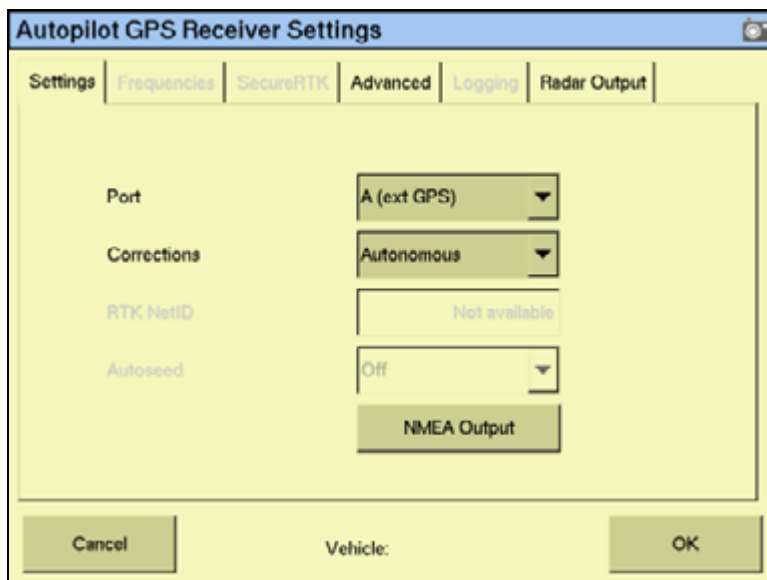 Autopilot GPS Receiver Settings
Settings Frequencies SecureRTK Advanced Logging Radar Output
Port A (ext GPS)
Corrections Autonomous
RTK NetID Not available
Autoseed Off
NMEA Output
Cancel Vehicle: OK